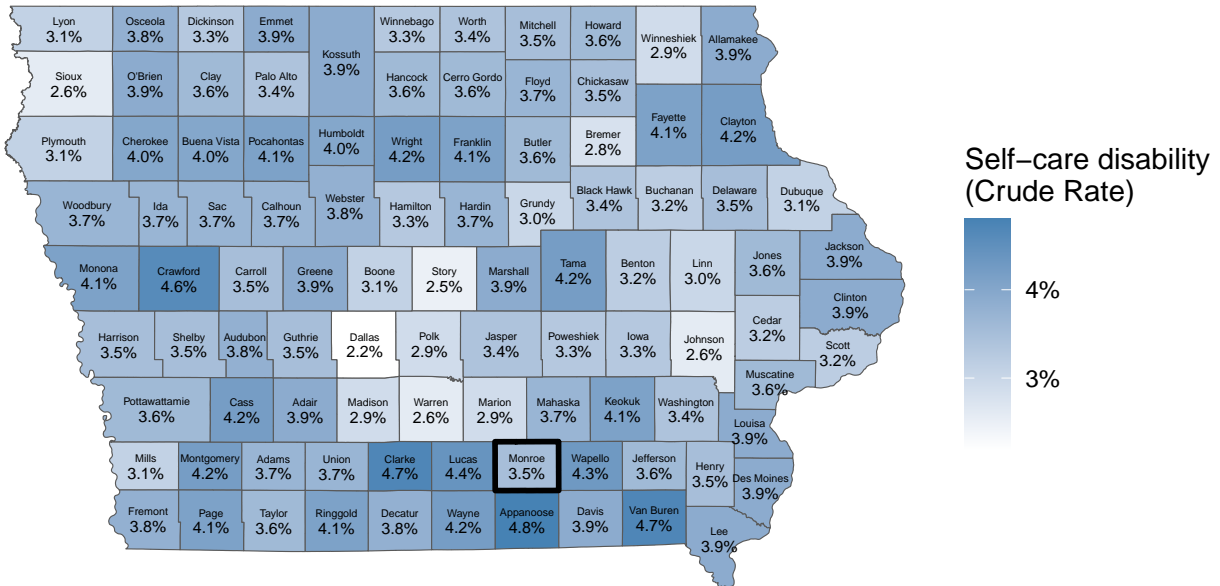 Lyon
3.1%
Osceola
3.8%
Dickinson
3.3%
Emmet
3.9%
Kossuth
3.9%
Winnebago
3.3%
Worth
3.4%
Mitchell
3.5%
Howard
3.6%
Winneshiek
2.9%
Allamakee
3.9%
Sioux
2.6%
O'Brien
3.9%
Clay
3.6%
Palo Alto
3.4%
Hancock
3.6%
Cerro Gordo
3.6%
Floyd
3.7%
Chickasaw
3.5%
Fayette
4.1%
Clayton
4.2%
Plymouth
3.1%
Cherokee
4.0%
Buena Vista
4.0%
Pocahontas
4.1%
Humboldt
4.0%
Wright
4.2%
Franklin
4.1%
Butler
3.6%
Bremer
2.8%
Woodbury
3.7%
Ida
3.7%
Sac
3.7%
Calhoun
3.7%
Webster
3.8%
Hamilton
3.3%
Hardin
3.7%
Grundy
3.0%
Black Hawk
3.4%
Buchanan
3.2%
Delaware
3.5%
Dubuque
3.1%
Monona
4.1%
Crawford
4.6%
Carroll
3.5%
Greene
3.9%
Boone
3.1%
Story
2.5%
Marshall
3.9%
Tama
4.2%
Benton
3.2%
Linn
3.0%
Jones
3.6%
Jackson
3.9%
Clinton
3.9%
Harrison
3.5%
Shelby
3.5%
Audubon
3.8%
Guthrie
3.5%
Dallas
2.2%
Polk
2.9%
Jasper
3.4%
Poweshiek
3.3%
Iowa
3.3%
Johnson
2.6%
Cedar
3.2%
Scott
3.2%
Muscatine
3.6%
Pottawattamie
3.6%
Cass
4.2%
Adair
3.9%
Madison
2.9%
Warren
2.6%
Marion
2.9%
Mahaska
3.7%
Keokuk
4.1%
Washington
3.4%
Louisa
3.9%
Mills
3.1%
Montgomery
4.2%
Adams
3.7%
Union
3.7%
Clarke
4.7%
Lucas
4.4%
Monroe
3.5%
Wapello
4.3%
Jefferson
3.6%
Henry
3.5%
Des Moines
3.9%
Fremont
3.8%
Page
4.1%
Taylor
3.6%
Ringgold
4.1%
Decatur
3.8%
Wayne
4.2%
Appanoose
4.8%
Davis
3.9%
Van Buren
4.7%
Lee
3.9%
Self−care disability
(Crude Rate)
4%
3%